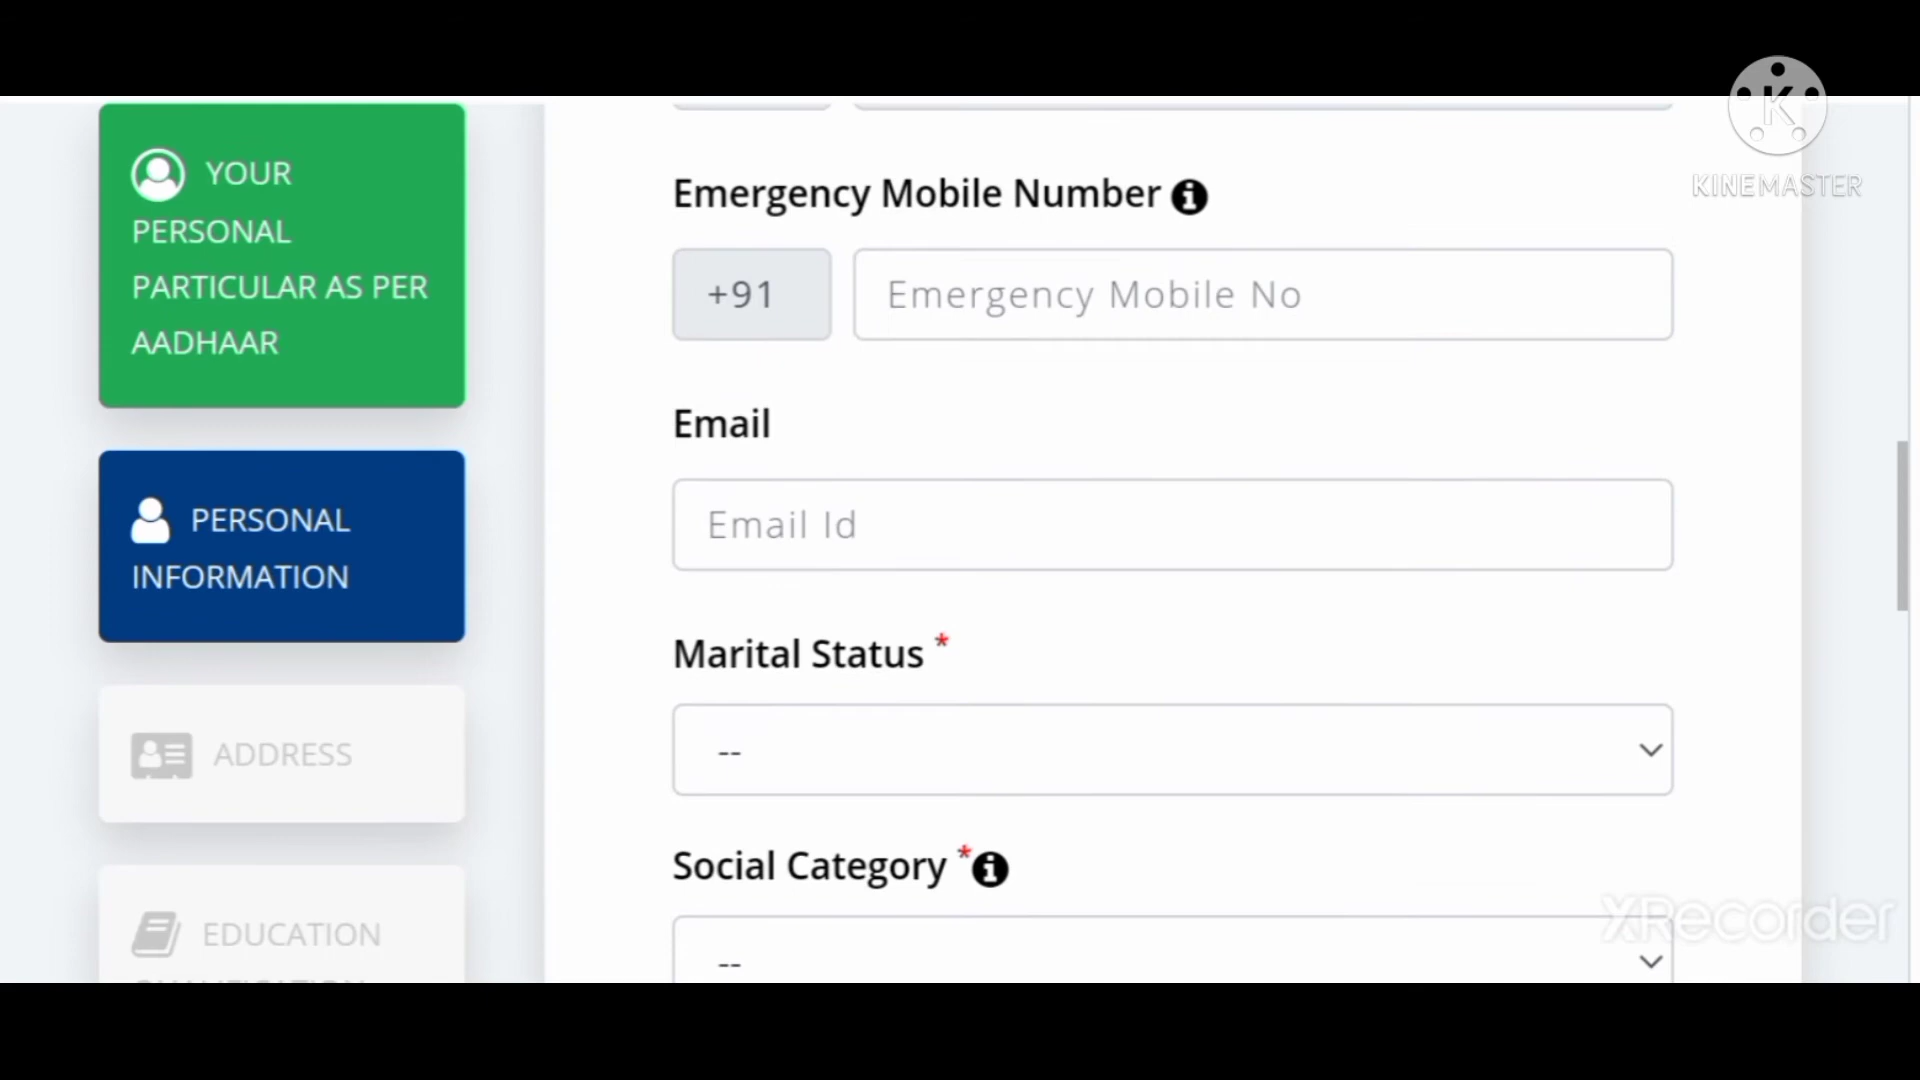 YOUR
PERSONAL
PARTICULAR AS PER
AADHAAR
PERSONAL
INFORMATION
ADDRESS
EDUCATION
Emergency Mobile Number
+91
Emergency Mobile No
Email
Email Id
Marital Status *
--
Social Category *
--
K
KINEMASTER
XRecorder